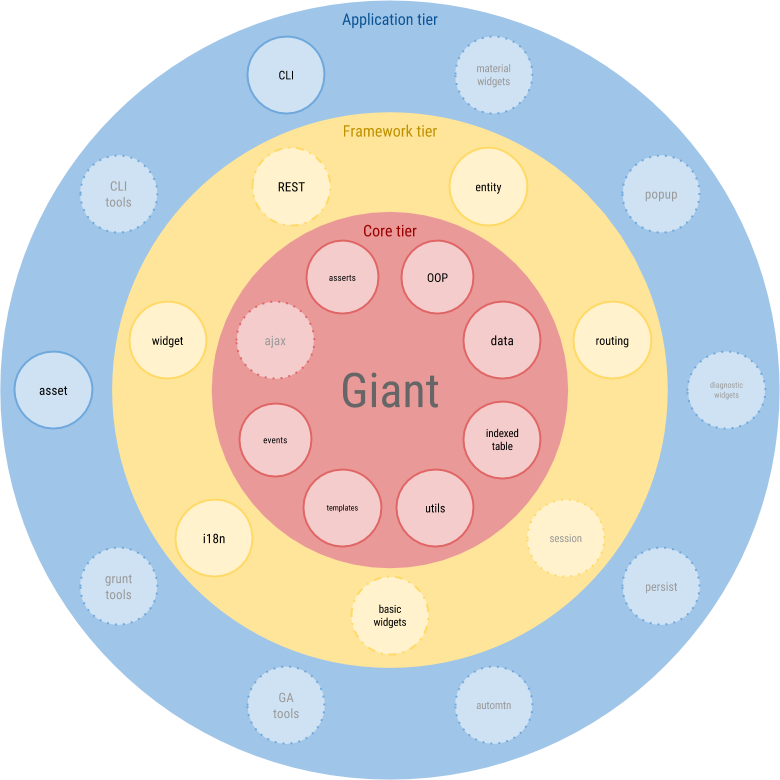 Application tier
CLI
material
widgets
Framework tier
REST
entity
CLI
tools
popup
Core tier
asserts
OOP
widget
ajax
data
routing
asset
Giant
diagnostic
widgets
events
indexed
table
templates
utils
i18n
session
grunt
tools
persist
basic
widgets
GA
tools
automtn